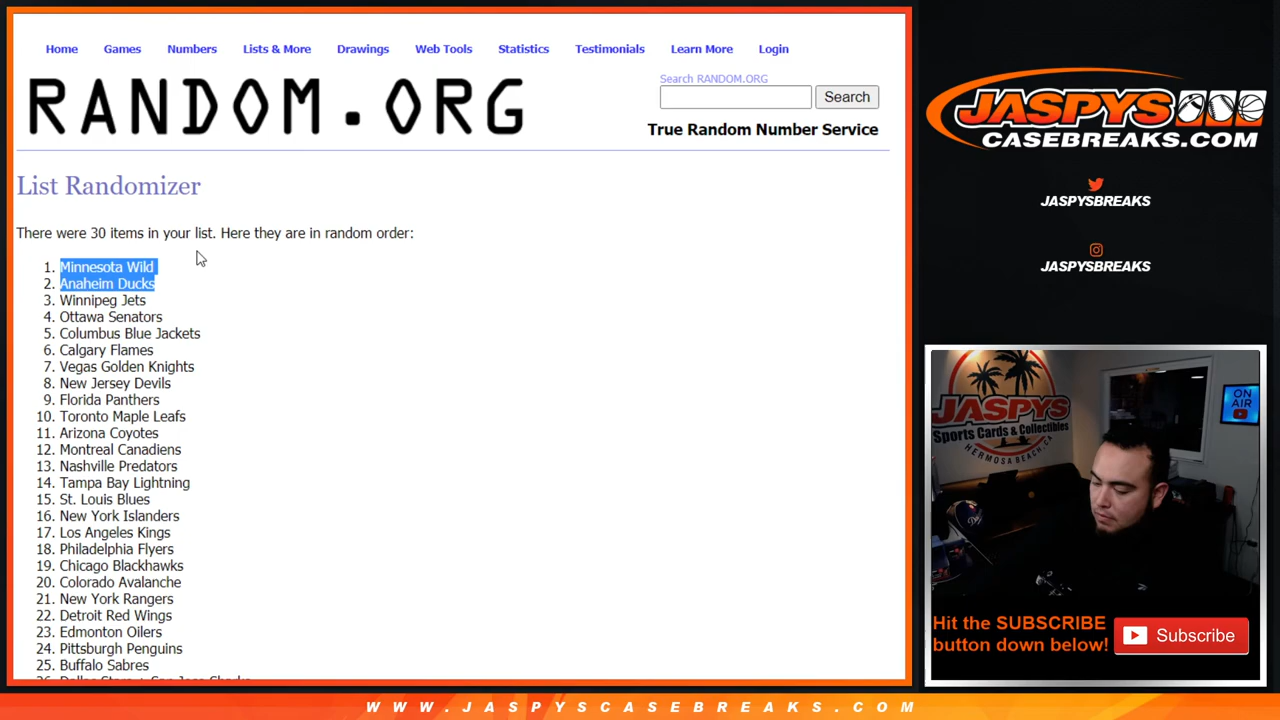 Home Games Numbers Lists & More Drawings Web Tools Statistics Testimonials Learn More Login
RANDOM.ORG
Search RANDOM.ORG
Search
True Random Number Service
List Randomizer
There were 30 items in your list. Here they are in random order:
1. Minnesota Wild
2. Anaheim Ducks
3. Winnipeg Jets
4. Ottawa Senators
5. Columbus Blue Jackets
6. Calgary Flames
7. Vegas Golden Knights
8. New Jersey Devils
9. Florida Panthers
10. Toronto Maple Leafs
11. Arizona Coyotes
12. Montreal Canadiens
13. Nashville Predators
14. Tampa Bay Lightning
15. St. Louis Blues
16. New York Islanders
17. Los Angeles Kings
18. Philadelphia Flyers
19. Chicago Blackhawks
20. Colorado Avalanche
21. New York Rangers
22. Detroit Red Wings
23. Edmonton Oilers
24. Pittsburgh Penguins
25. Buffalo Sabres
JASPYS
CASEBREAKS.COM
JASPYSBREAKS
JASPYSBREAKS
JASPYS
Sports Cards & Collectibles
HERMOSA BEACH, CA
ON
AIR
Hit the SUBSCRIBE
button down below!
Subscribe
WWW.JASPYSCASEBREAKS.COM